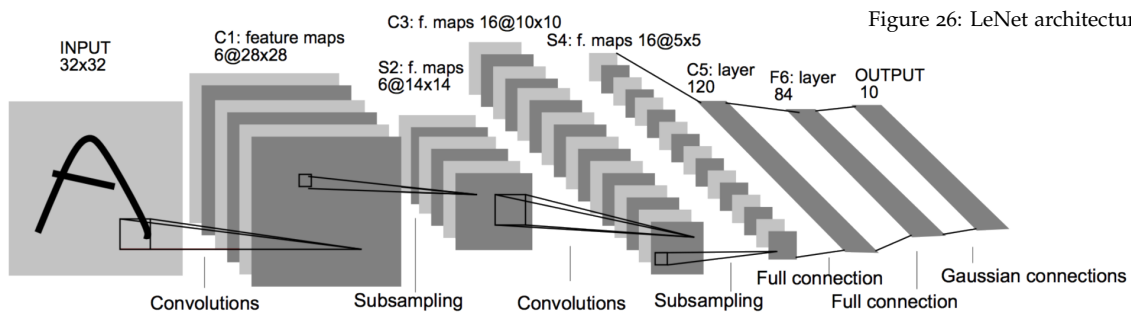 Figure 26: LeNet architectur
C3: f. maps 16@10x10
INPUT
32x32
C1: feature maps
6@28x28
S2: f. maps
6@14x14
S4: f. maps 16@5x5
C5: layer
120
F6: layer
84
OUTPUT
10
Convolutions
Subsampling
Convolutions
Subsampling
Full connection
Full connection
Gaussian connections